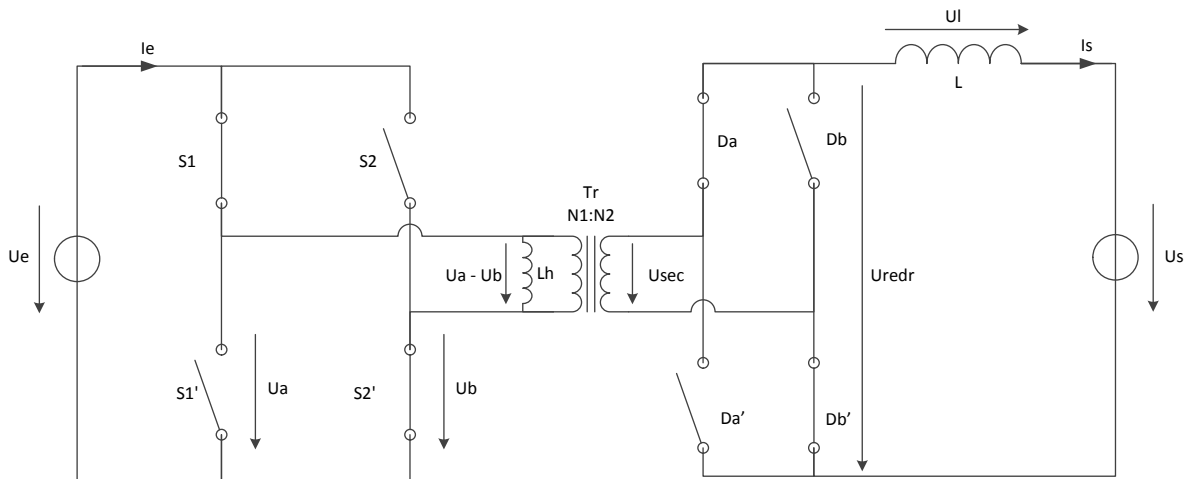 Ul
Ie
Is
L
S1
S2
Da
Db
Tr
N1:N2
Ue
Ua - Ub
Lh
Usec
Uredr
Us
S1'
Ua
S2'
Ub
Da’
Db’